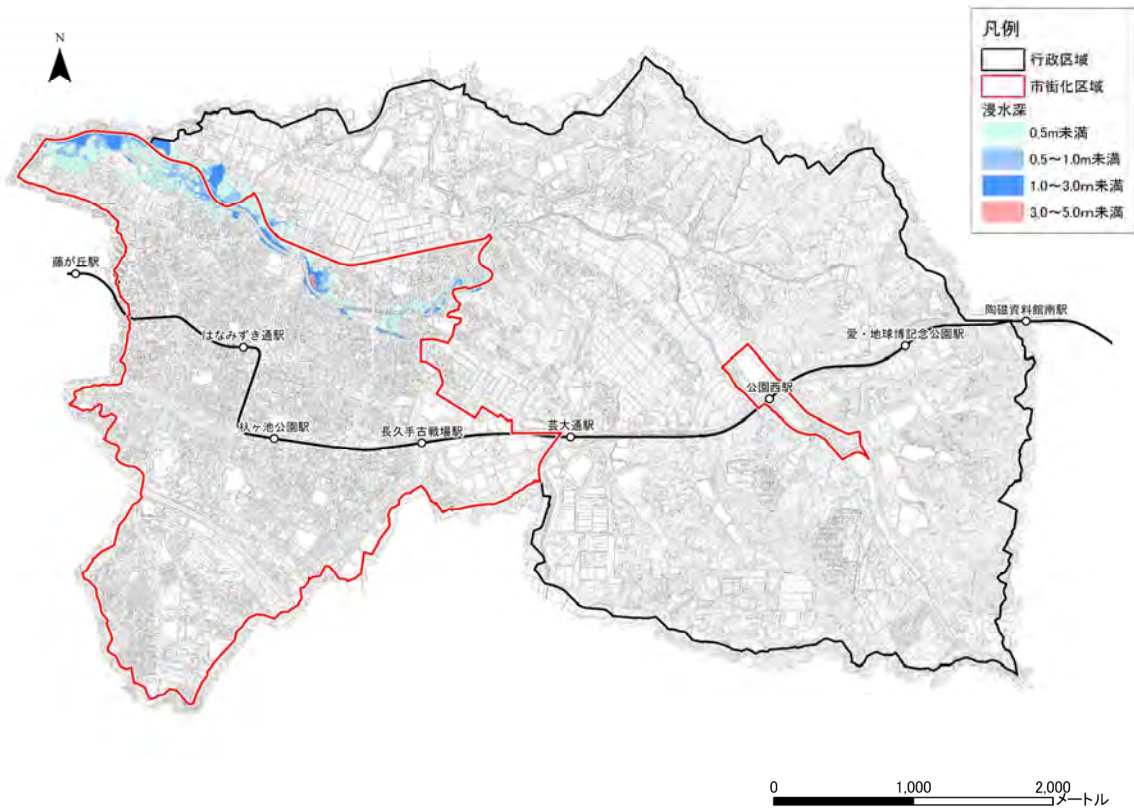 凡例
N
行政区域
市街化区域
浸水深
0.5m未満
0.5～1.0m未満
1.0～3.0m未満
3.0～5.0m未満
藤が丘駅
陶磁資料館南駅
はなみずき通駅
愛・地球博記念公園駅
公園西駅
杁ヶ池公園駅
長久手古戦場駅
芸大通駅
0
1,000
2,000
メートル